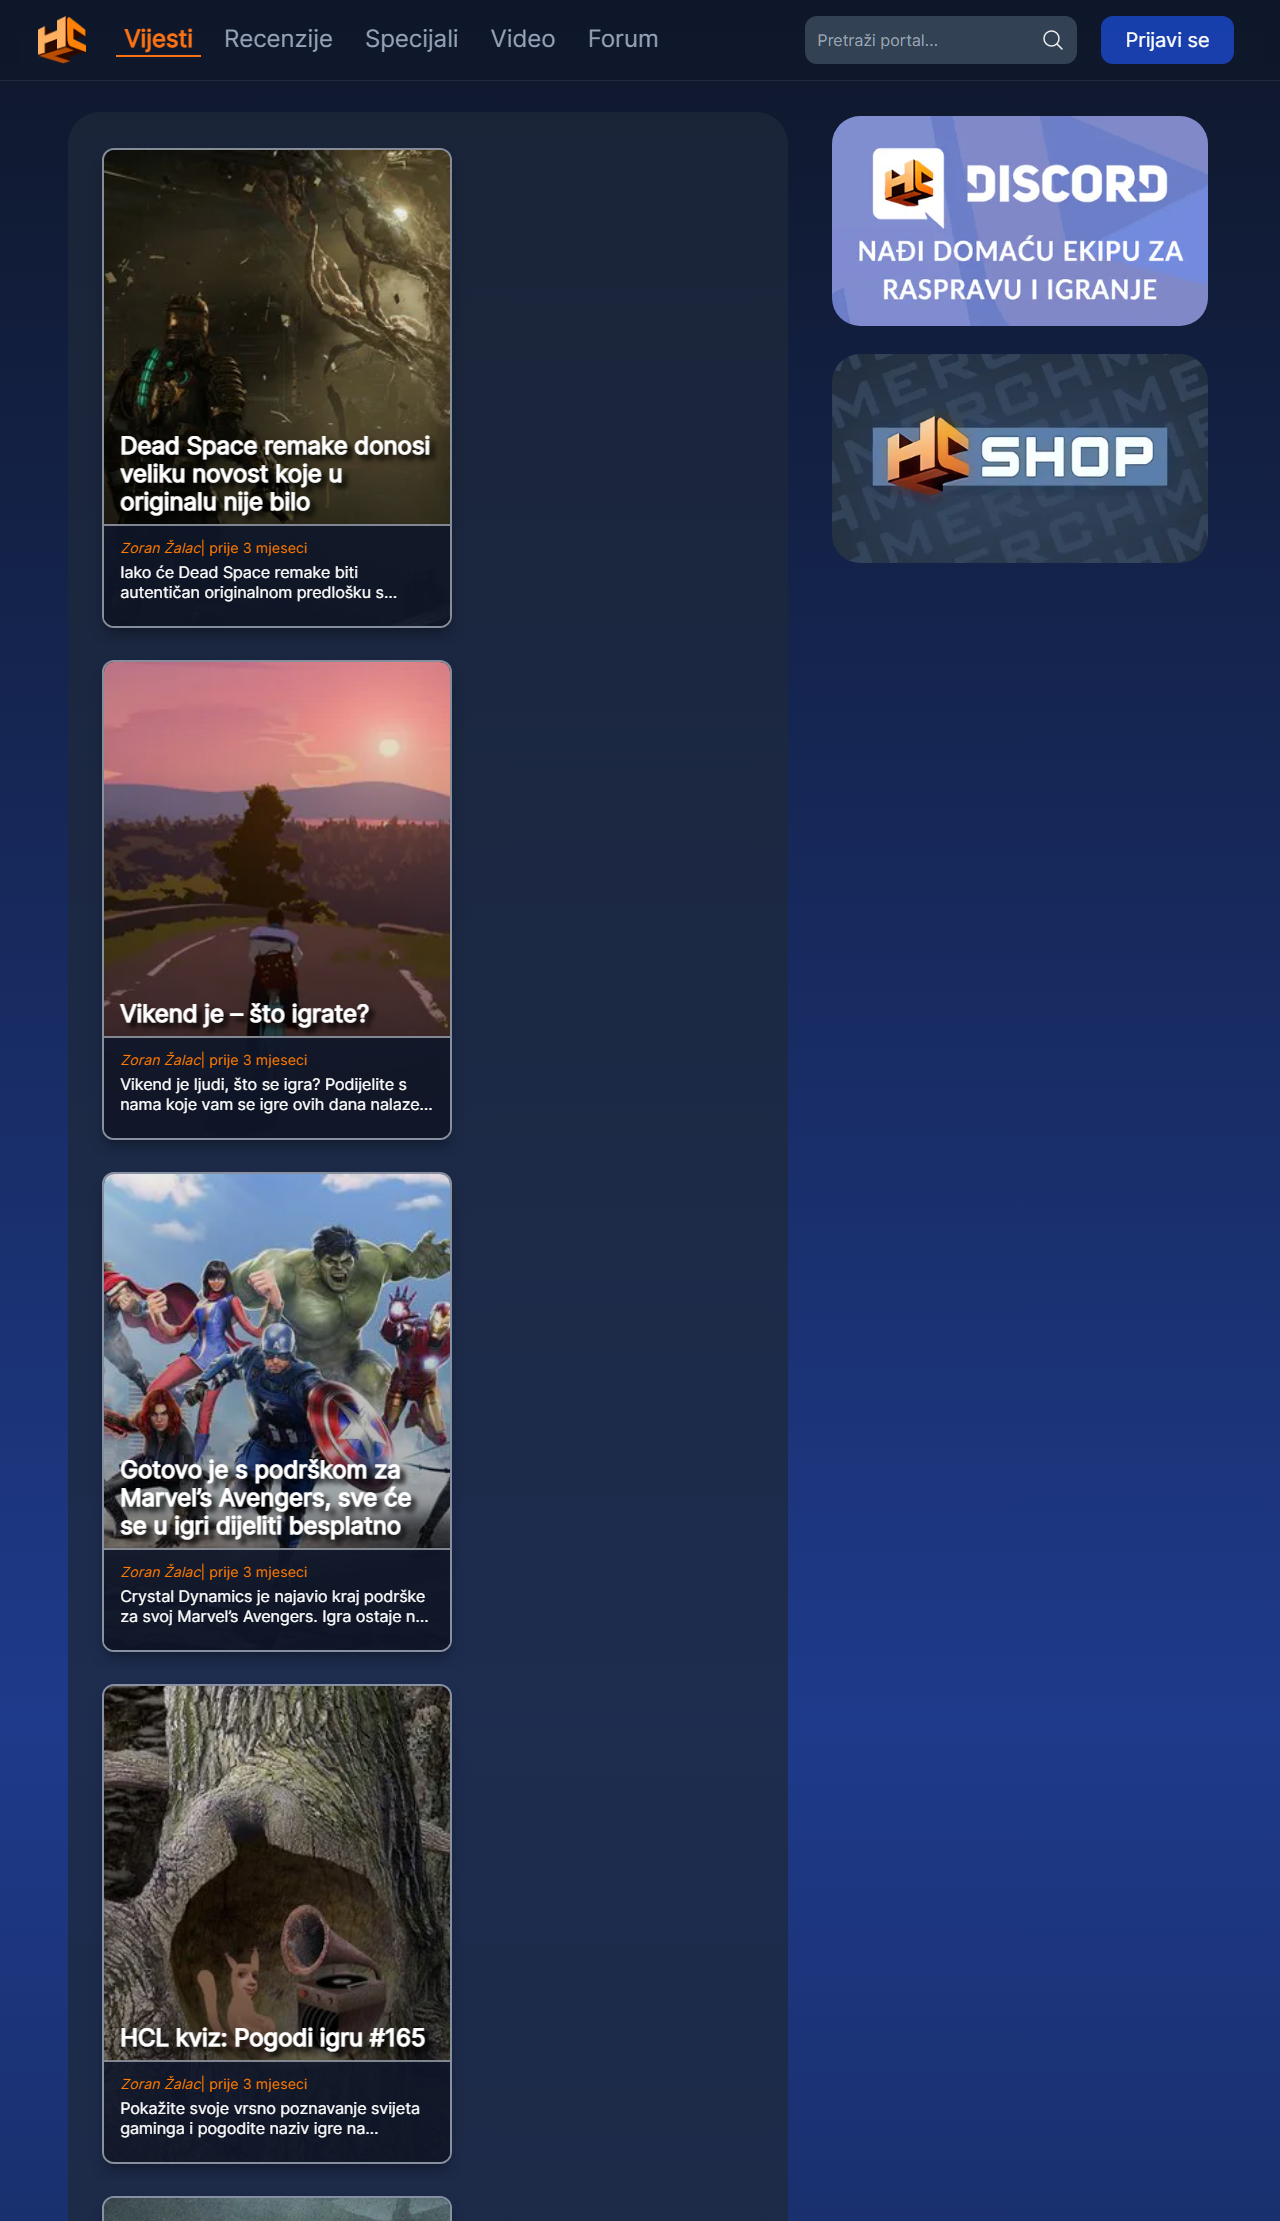 HC
Vijesti
Recenzije
Specijali
Video
Forum
Pretraži portal...
Prijavi se
Dead Space remake donosi
veliku novost koje u
originalu nije bilo
Zoran Žalac| prije 3 mjeseci
Iako će Dead Space remake biti
autentičan originalnom predlošku s...
Vikend je – što igrate?
Zoran Žalac| prije 3 mjeseci
Vikend je ljudi, što se igra? Podijelite s
nama koje vam se igre ovih dana nalaze...
Gotovo je s podrškom za
Marvel’s Avengers, sve će
se u igri dijeliti besplatno
Zoran Žalac| prije 3 mjeseci
Crystal Dynamics je najavio kraj podrške
za svoj Marvel’s Avengers. Igra ostaje n...
HCL kviz: Pogodi igru #165
Zoran Žalac| prije 3 mjeseci
Pokažite svoje vrsno poznavanje svijeta
gaminga i pogodite naziv igre na...
HC DISCORD
NAĐI DOMAĆU EKIPU ZA
RASPRAVU I IGRANJE
MERCHMERCHMERCH
HC SHOP